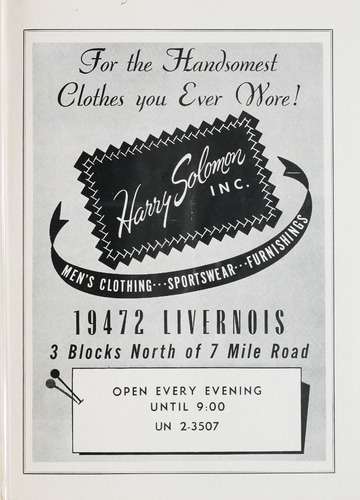 For the Handsomest
Clothes you Ever Wore!
Harry Solomon
INC.
MEN'S CLOTHING···SPORTSWEAR···FURNISHINGS
19472 LIVERNOIS
3 Blocks North of 7 Mile Road
OPEN EVERY EVENING
UNTIL 9:00
UN 2-3507